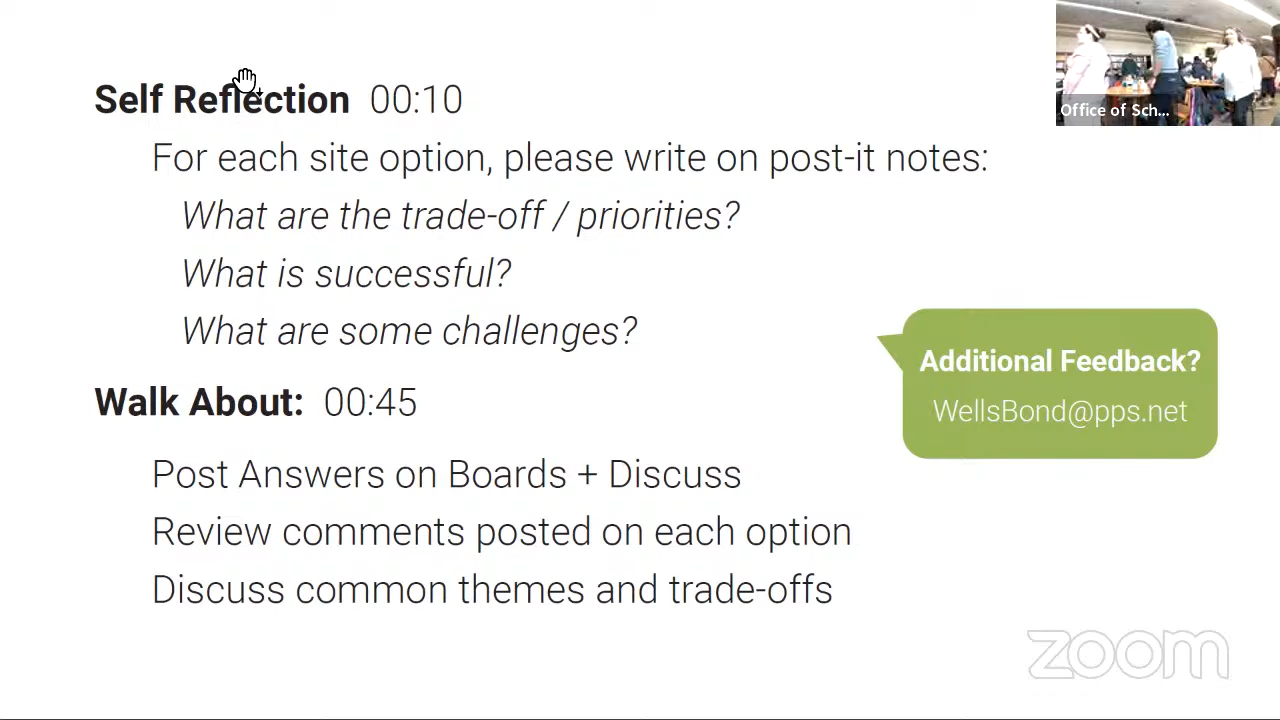 Self Reflection 00:10
For each site option, please write on post-it notes:
What are the trade-off / priorities?
What is successful?
What are some challenges?
Walk About: 00:45
Post Answers on Boards + Discuss
Review comments posted on each option
Discuss common themes and trade-offs
Additional Feedback?
WellsBond@pps.net
Office of Sch...
zoom